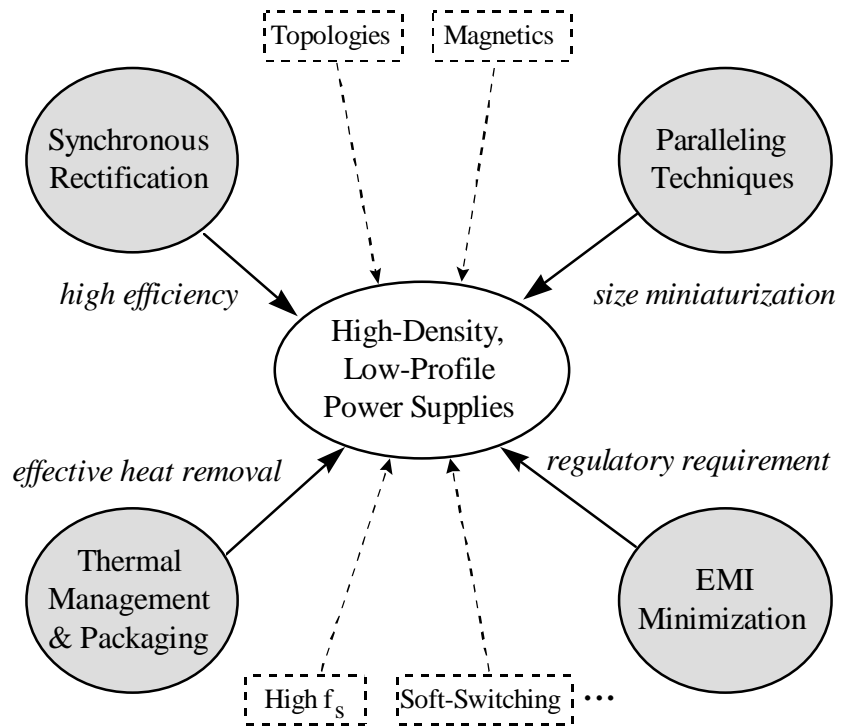 Topologies
Magnetics
Synchronous
Rectification
Paralleling
Techniques
high efficiency
size miniaturization
High-Density,
Low-Profile
Power Supplies
effective heat removal
regulatory requirement
Thermal
Management
& Packaging
EMI
Minimization
High fs
Soft-Switching
...